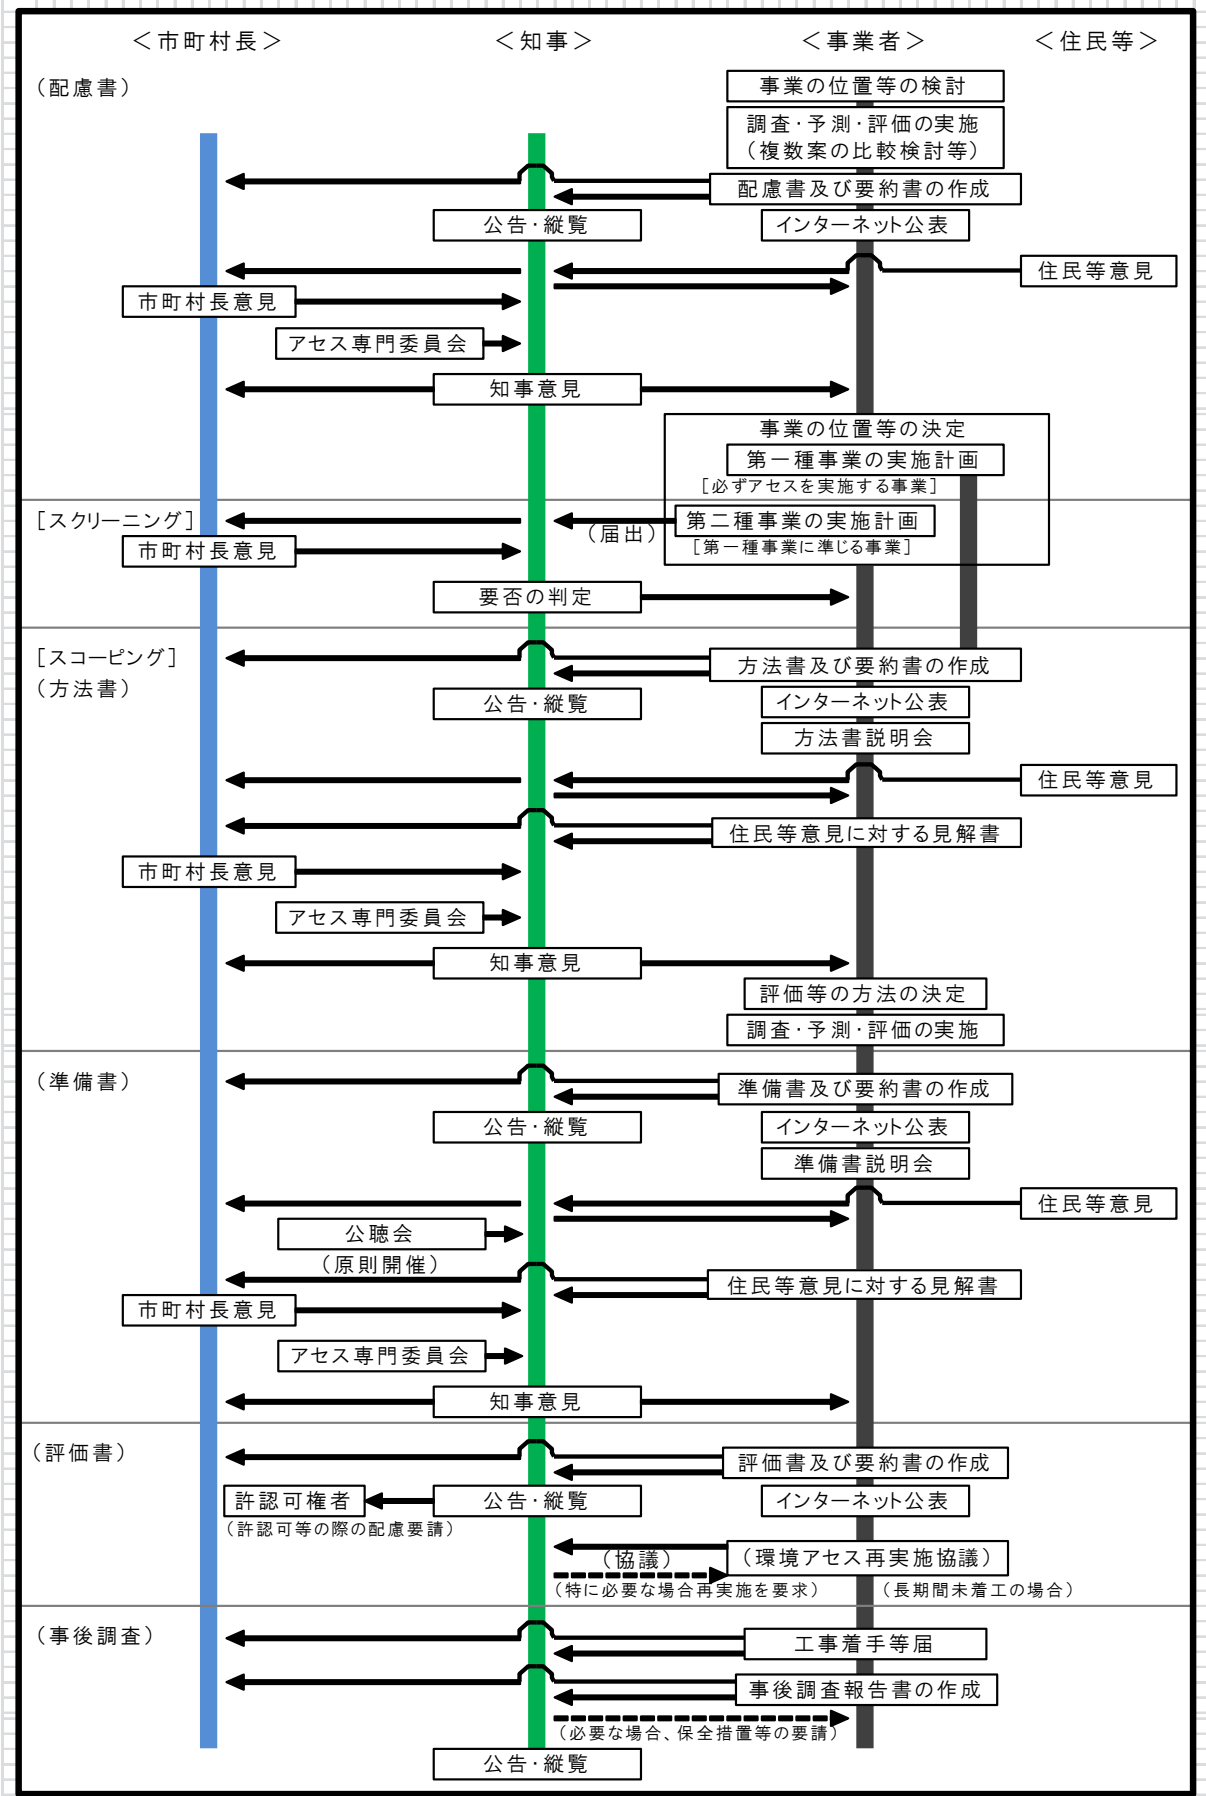 ＜市町村長＞ ＜知事＞ ＜事業者＞ ＜住民等＞
（配慮書）
事業の位置等の検討
調査・予測・評価の実施
（複数案の比較検討等）
配慮書及び要約書の作成
公告・縦覧 インターネット公表
住民等意見
市町村長意見
アセス専門委員会
知事意見
事業の位置等の決定
第一種事業の実施計画
［必ずアセスを実施する事業］
［スクリーニング］ （届出） 第二種事業の実施計画
市町村長意見 ［第一種事業に準じる事業］
要否の判定
［スコーピング］ 方法書及び要約書の作成
（方法書） 公告・縦覧 インターネット公表
方法書説明会
住民等意見
住民等意見に対する見解書
市町村長意見
アセス専門委員会
知事意見
評価等の方法の決定
調査・予測・評価の実施
（準備書） 準備書及び要約書の作成
公告・縦覧 インターネット公表
準備書説明会
住民等意見
公聴会
（原則開催）
住民等意見に対する見解書
市町村長意見
アセス専門委員会
知事意見
（評価書） 評価書及び要約書の作成
許認可権者 公告・縦覧 インターネット公表
（許認可等の際の配慮要請）
（協議） （環境アセス再実施協議）
（特に必要な場合再実施を要求） （長期間未着工の場合）
（事後調査） 工事着手等届
事後調査報告書の作成
（必要な場合、保全措置等の要請）
公告・縦覧